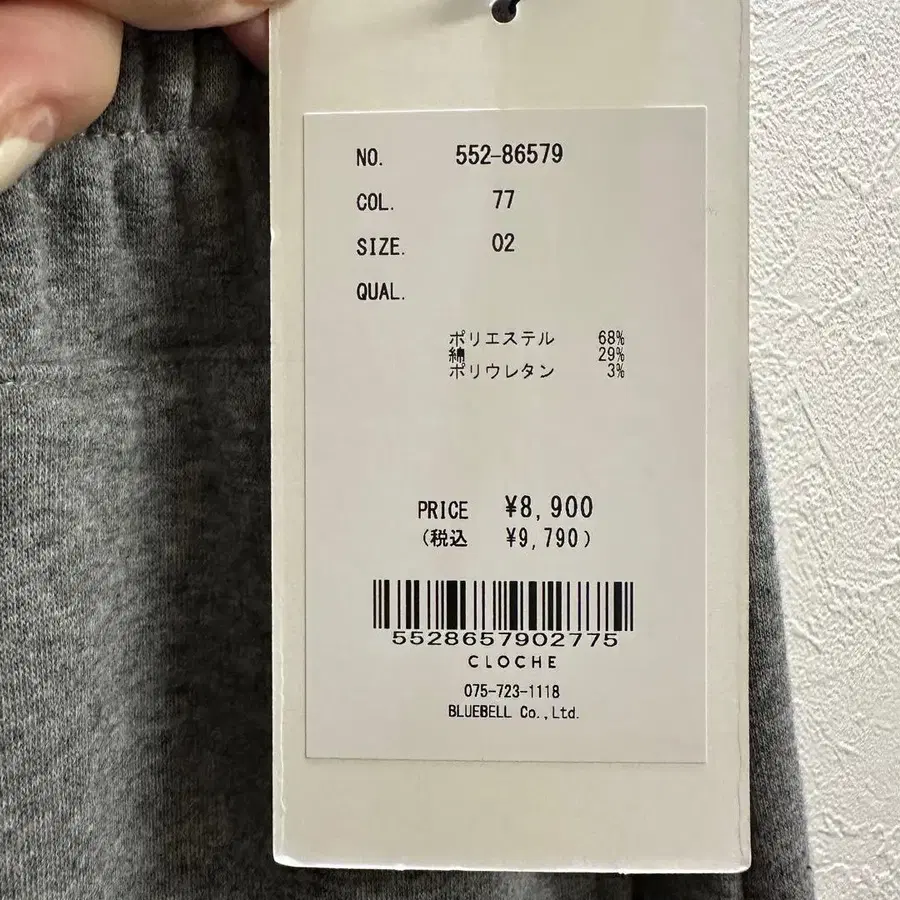 NO. 552-86579
COL. 77
SIZE. 02
QUAL.
ポリエステル 68%
綿 29%
ポリウレタン 3%
PRICE ¥8,900
(税込 ¥9,790)
5528657902775
CLOCHE
075-723-1118
BLUEBELL Co.,Ltd.